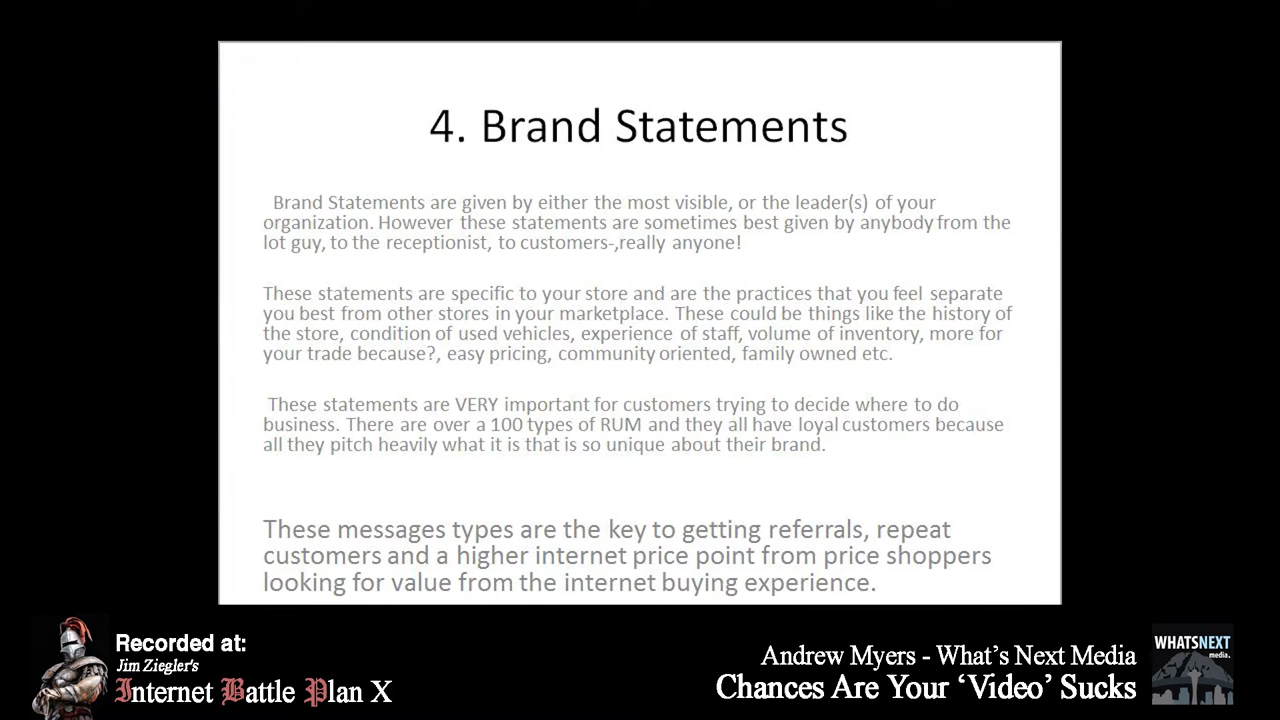 4. Brand Statements
Brand Statements are given by either the most visible, or the leader(s) of your
organization. However these statements are sometimes best given by anybody from the
lot guy, to the receptionist, to customers-,really anyone!
These statements are specific to your store and are the practices that you feel separate
you best from other stores in your marketplace. These could be things like the history of
the store, condition of used vehicles, experience of staff, volume of inventory, more for
your trade because?, easy pricing, community oriented, family owned etc.
These statements are VERY important for customers trying to decide where to do
business. There are over a 100 types of RUM and they all have loyal customers because
all they pitch heavily what it is that is so unique about their brand.
These messages types are the key to getting referrals, repeat
customers and a higher internet price point from price shoppers
looking for value from the internet buying experience.
Recorded at:
Jim Ziegler's
Internet Battle Plan X
Andrew Myers - What's Next Media
Chances Are Your ‘Video’ Sucks
WHATSNEXT
media.